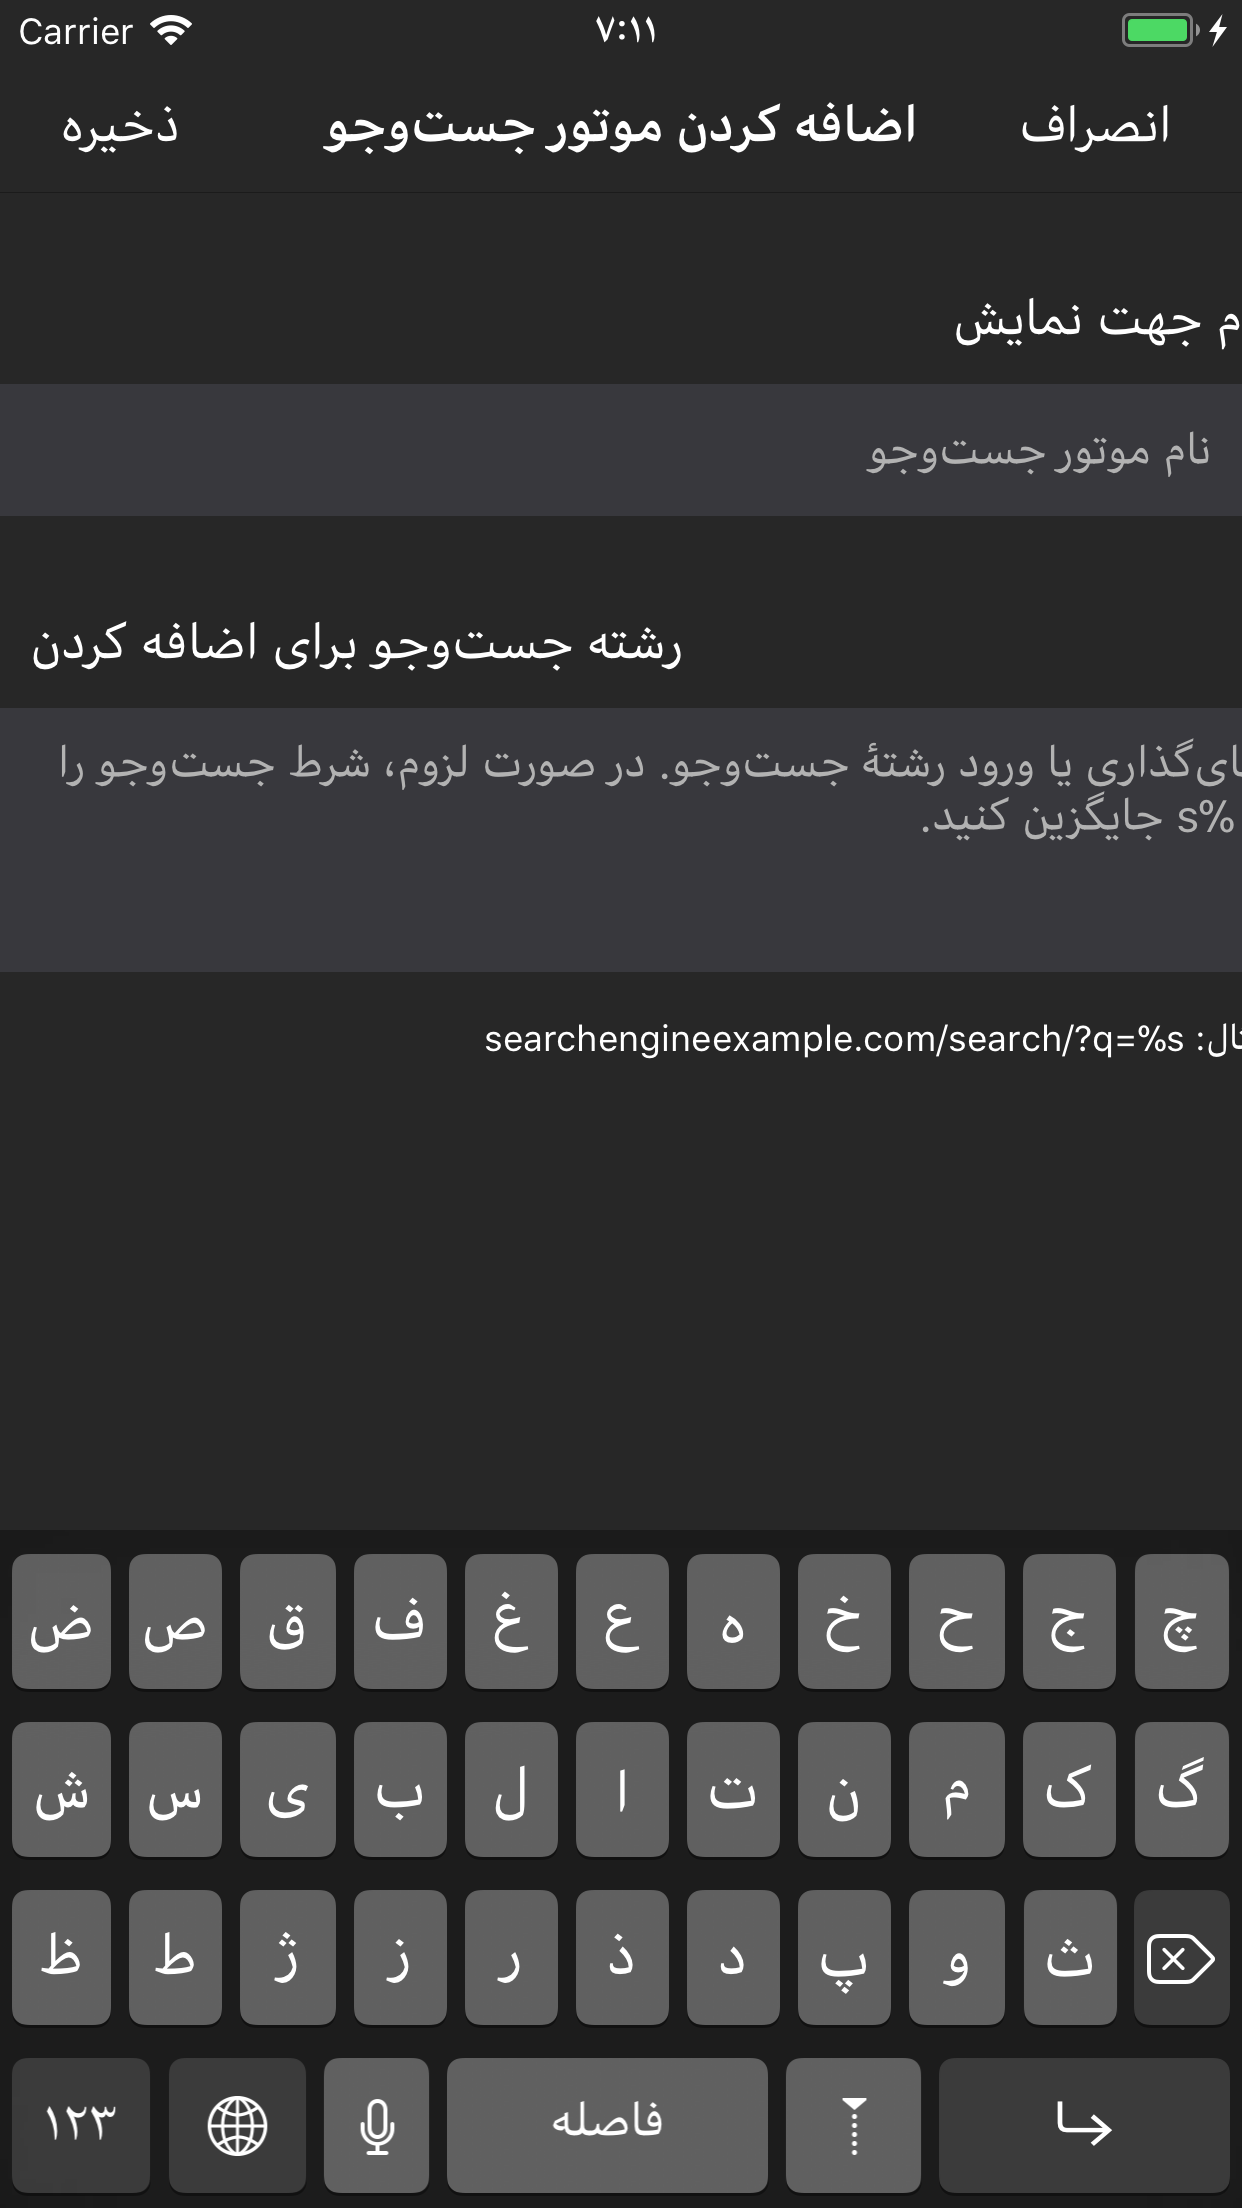 Carrier ۷:۱۱
انصراف اضافه کردن موتور جست‌وجو ذخیره
م جهت نمایش
نام موتور جست‌وجو
رشته جست‌وجو برای اضافه کردن
ای‌گذاری یا ورود رشتهٔ جست‌وجو. در صورت لزوم، شرط جست‌وجو را
%s جایگزین کنید.
ال: searchengineexample.com/search/?q=%s
ض ص ق ف غ ع ه خ ح ج چ
ش س ی ب ل ا ت ن م ک گ
ظ ط ژ ز ر ذ د پ و ث
۱۲۳ فاصله